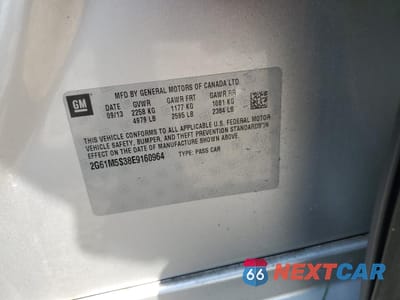 GM
MFD BY GENERAL MOTORS OF CANADA LTD
DATE GVWR GAWR FRT GAWR RR
09/13 2258 KG 1177 KG 1081 KG
4979 LB 2595 LB 2384 LB
THIS VEHICLE CONFORMS TO ALL APPLICABLE U.S. FEDERAL MOTOR
VEHICLE SAFETY, BUMPER, AND THEFT PREVENTION STANDARDS IN
EFFECT ON THE DATE OF MANUFACTURE SHOWN ABOVE.
2G61M5S38E9160964 TYPE: PASS CAR
66 NEXTCAR